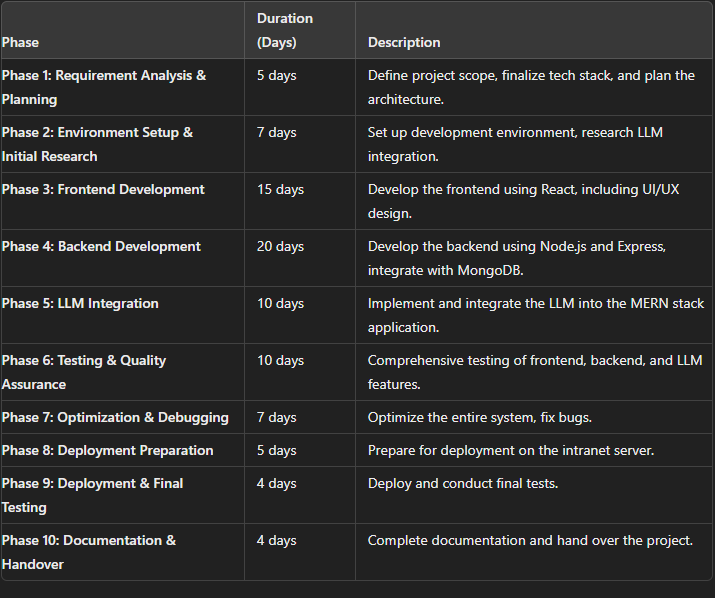 Phase Duration (Days) Description
Phase 1: Requirement Analysis & Planning 5 days Define project scope, finalize tech stack, and plan the architecture.
Phase 2: Environment Setup & Initial Research 7 days Set up development environment, research LLM integration.
Phase 3: Frontend Development 15 days Develop the frontend using React, including UI/UX design.
Phase 4: Backend Development 20 days Develop the backend using Node.js and Express, integrate with MongoDB.
Phase 5: LLM Integration 10 days Implement and integrate the LLM into the MERN stack application.
Phase 6: Testing & Quality Assurance 10 days Comprehensive testing of frontend, backend, and LLM features.
Phase 7: Optimization & Debugging 7 days Optimize the entire system, fix bugs.
Phase 8: Deployment Preparation 5 days Prepare for deployment on the intranet server.
Phase 9: Deployment & Final Testing 4 days Deploy and conduct final tests.
Phase 10: Documentation & Handover 4 days Complete documentation and hand over the project.